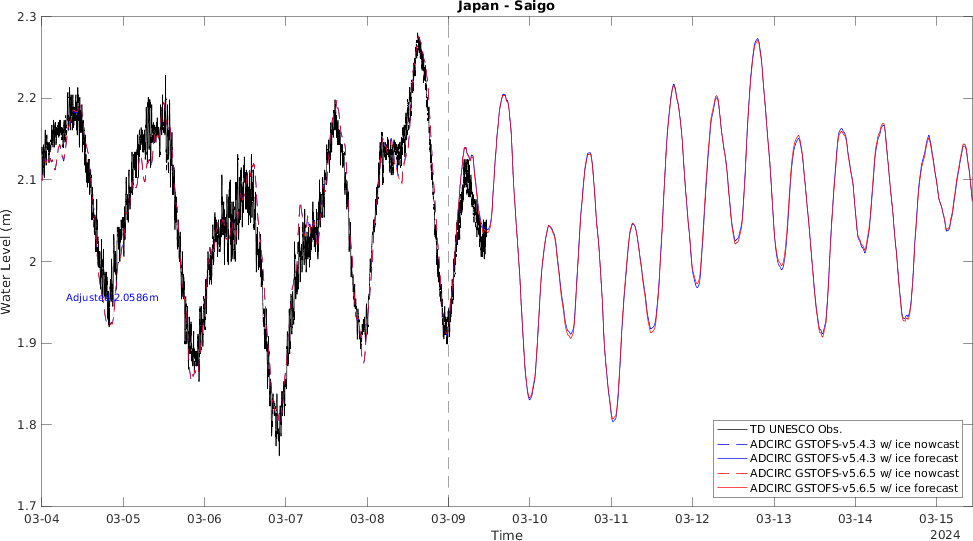 Japan - Saigo
2.3
2.2
2.1
2
1.9
1.8
1.7
Water Level (m)
Adjusted 2.0586m
TD UNESCO Obs.
ADCIRC GSTOFS-v5.4.3 w/ ice nowcast
ADCIRC GSTOFS-v5.4.3 w/ ice forecast
ADCIRC GSTOFS-v5.6.5 w/ ice nowcast
ADCIRC GSTOFS-v5.6.5 w/ ice forecast
03-04 03-05 03-06 03-07 03-08 03-09 03-10 03-11 03-12 03-13 03-14 03-15
Time
2024